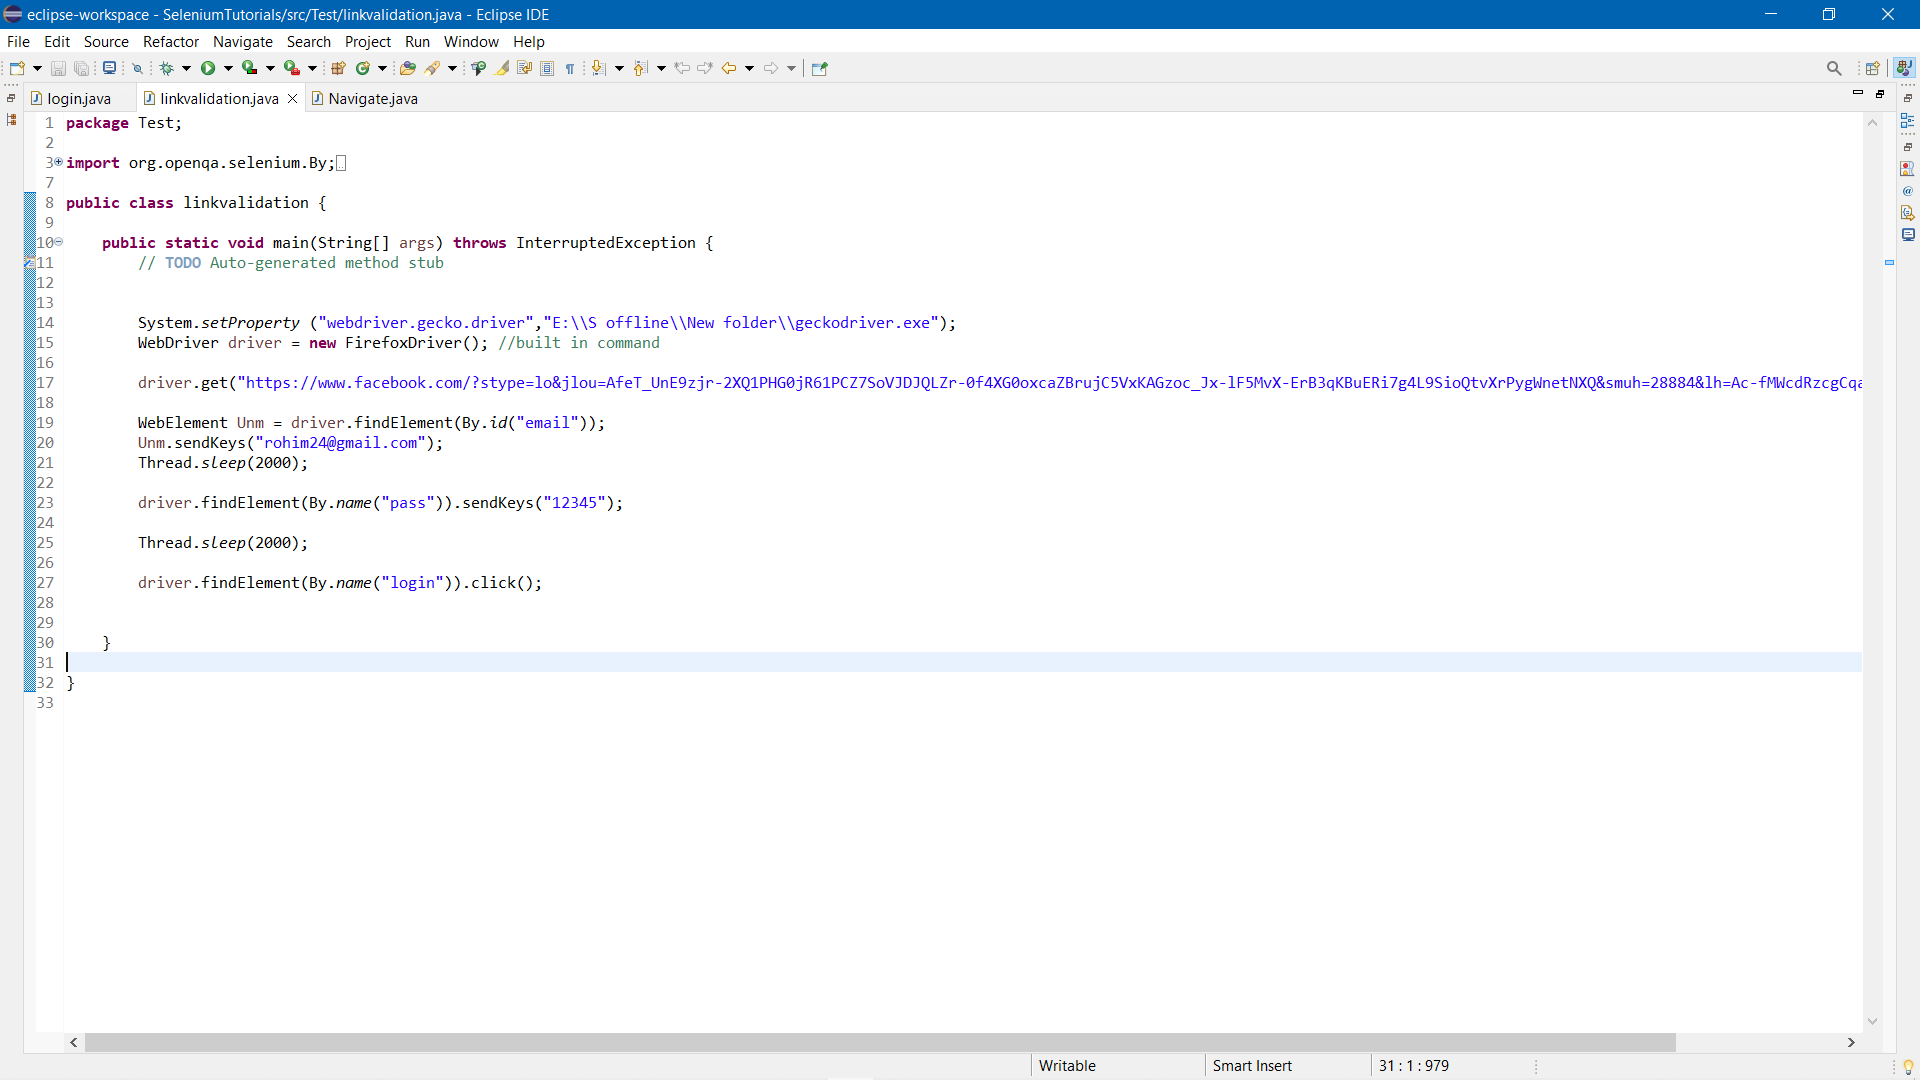 eclipse-workspace - SeleniumTutorials/src/Test/linkvalidation.java - Eclipse IDE
File Edit Source Refactor Navigate Search Project Run Window Help
login.java linkvalidation.java Navigate.java
1 package Test;
2
3 import org.openqa.selenium.By;
7
8 public class linkvalidation {
9
10 public static void main(String[] args) throws InterruptedException {
11 // TODO Auto-generated method stub
12
13
14 System.setProperty ("webdriver.gecko.driver","E:\\S offline\\New folder\\geckodriver.exe");
15 WebDriver driver = new FirefoxDriver(); //built in command
16
17 driver.get("https://www.facebook.com/?stype=lo&jlou=AfeT_UnE9zjr-2XQ1PHG0jR61PCZ7SoVJDJQLZr-0f4XG0oxcaZBrujC5VxKAGzoc_Jx-lF5MvX-ErB3qKBuERi7g4L9SioQtvXrPygWnetNXQ&smuh=28884&lh=Ac-fMWcdRzcgCqa
18
19 WebElement Unm = driver.findElement(By.id("email"));
20 Unm.sendKeys("rohim24@gmail.com");
21 Thread.sleep(2000);
22
23 driver.findElement(By.name("pass")).sendKeys("12345");
24
25 Thread.sleep(2000);
26
27 driver.findElement(By.name("login")).click();
28
29
30 }
31
32 }
33
Writable Smart Insert 31 : 1 : 979